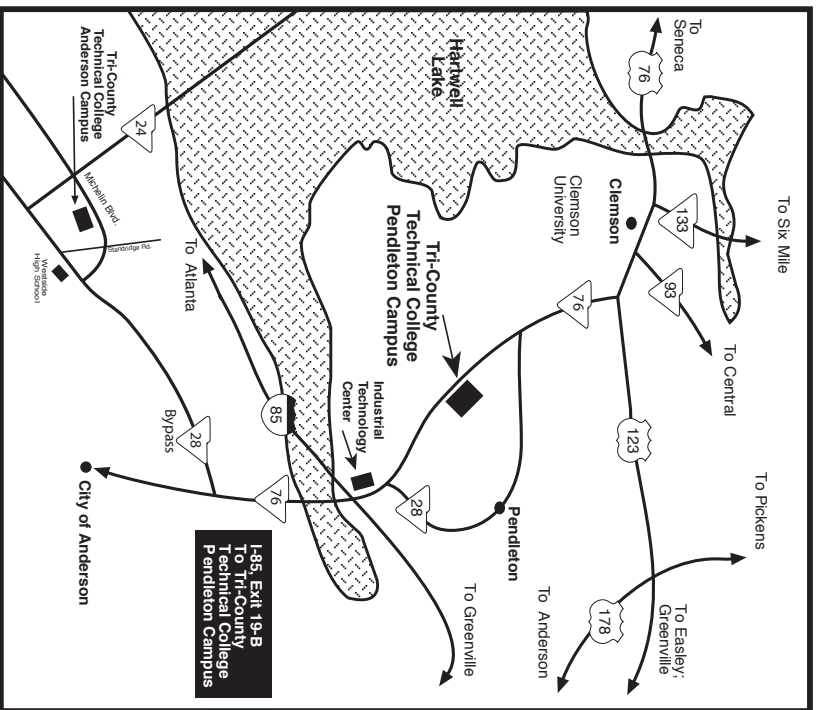 To
Seneca
76
To Six Mile
133
93
To Central
Hartwell
Lake
Clemson
Clemson
University
76
123
To Pickens
Tri-County
Technical College
Pendleton Campus
Tri-County
Technical College
Anderson Campus
24
Michelin Blvd.
Standridge Rd.
Westside
High School
To Atlanta
85
Industrial
Technology
Center
28
Pendleton
178
To Easley;
Greenville
To Anderson
To Greenville
28
Bypass
76
City of Anderson
I-85, Exit 19-B
To Tri-County
Technical College
Pendleton Campus